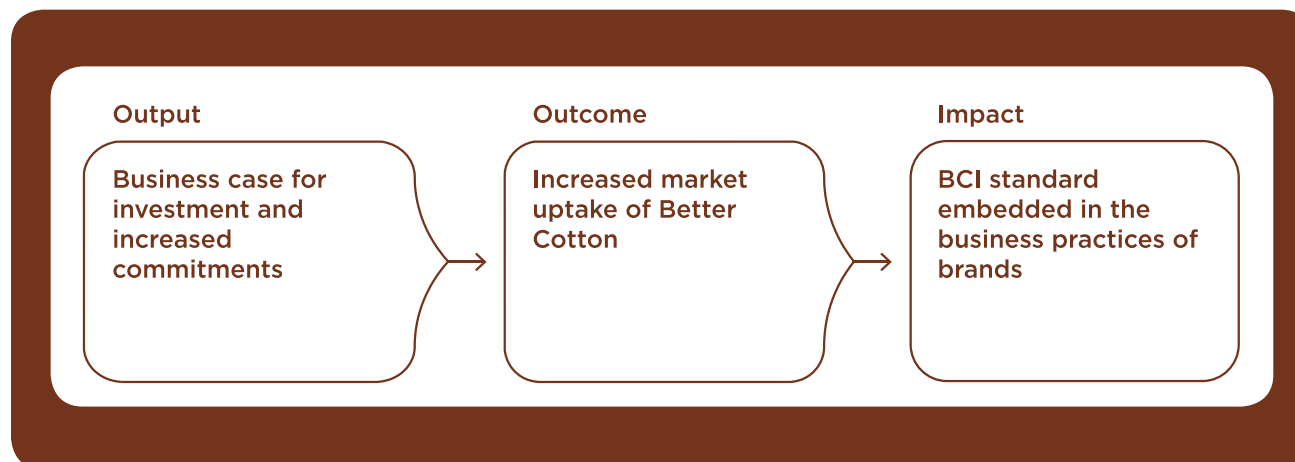 Output
Business case for
investment and
increased
commitments
Outcome
Increased market
uptake of Better
Cotton
Impact
BCI standard
embedded in the
business practices of
brands